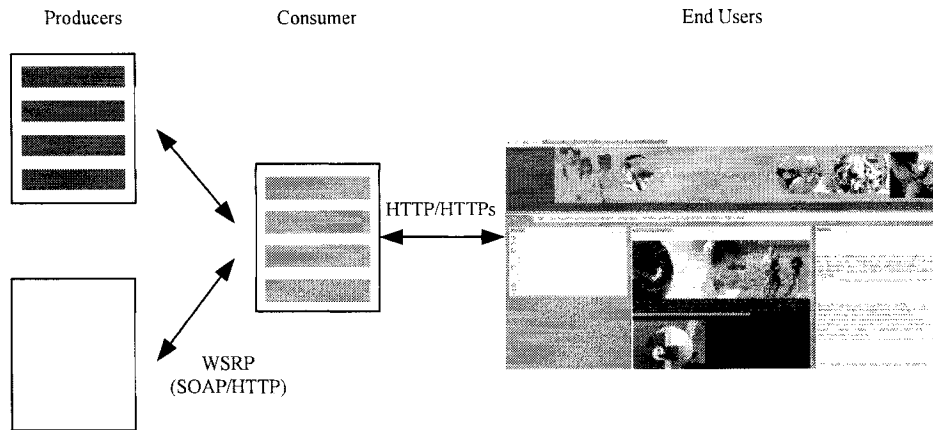 Producers
Consumer
End Users
HTTP/HTTPs
WSRP
(SOAP/HTTP)